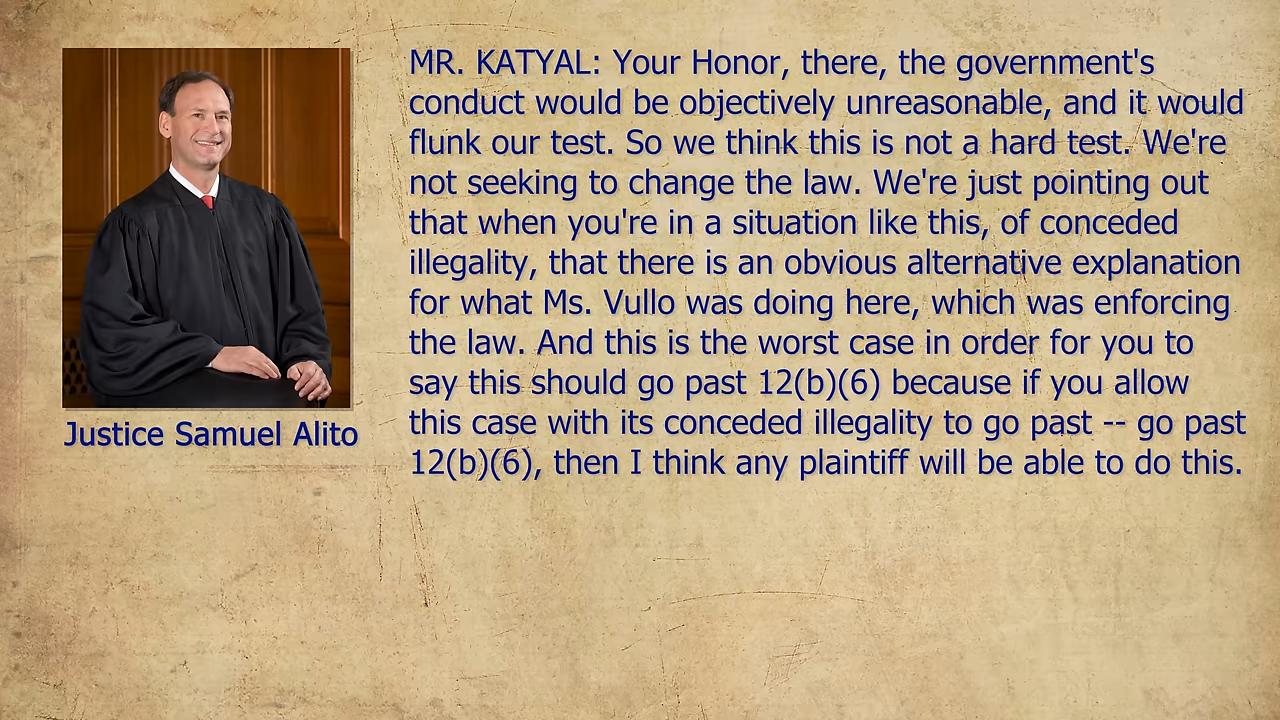 MR. KATYAL: Your Honor, there, the government's
conduct would be objectively unreasonable, and it would
flunk our test. So we think this is not a hard test. We're
not seeking to change the law. We're just pointing out
that when you're in a situation like this, of conceded
illegality, that there is an obvious alternative explanation
for what Ms. Vullo was doing here, which was enforcing
the law. And this is the worst case in order for you to
say this should go past 12(b)(6) because if you allow
this case with its conceded illegality to go past -- go past
12(b)(6), then I think any plaintiff will be able to do this.
Justice Samuel Alito